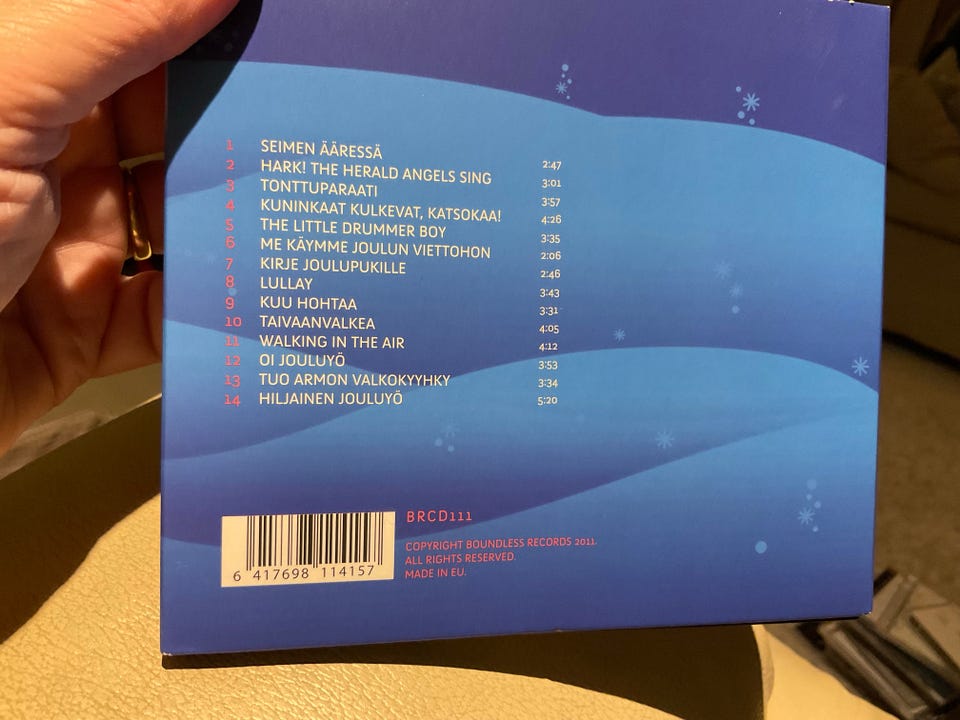 1 SEIMEN ÄÄRESSÄ 2:47
2 HARK! THE HERALD ANGELS SING 3:01
3 TONTTUPARAATI 3:57
4 KUNINKAAT KULKEVAT, KATSOKAA! 4:26
5 THE LITTLE DRUMMER BOY 3:35
6 ME KÄYMME JOULUN VIETTOHON 2:06
7 KIRJE JOULUPUKILLE 2:46
8 LULLAY 3:43
9 KUU HOHTAA 3:31
10 TAIVAANVALKEA 4:05
11 WALKING IN THE AIR 4:12
12 OI JOULUYÖ 3:53
13 TUO ARMON VALKOKYYHKY 3:34
14 HILJAINEN JOULUYÖ 5:20
BRCD111
COPYRIGHT BOUNDLESS RECORDS 2011.
ALL RIGHTS RESERVED.
MADE IN EU.
6 417698 114157